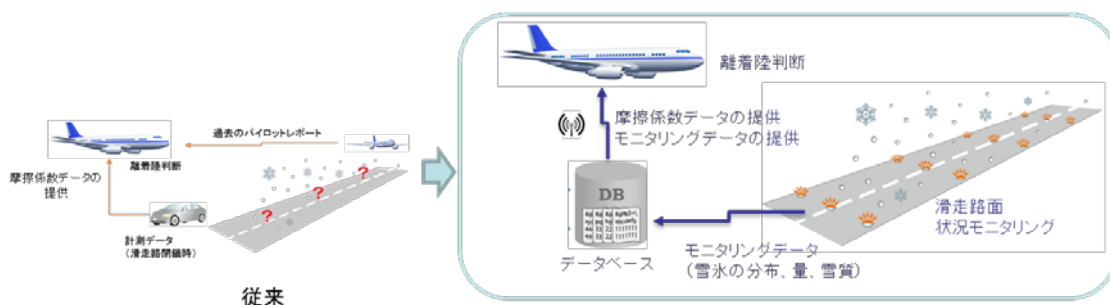 過去のパイロットレポート
離着陸判断
摩擦係数データの
提供
?
?
?
計測データ
(滑走路閉鎖時)
従来
離着陸判断
摩擦係数データの提供
モニタリングデータの提供
DB
データベース
滑走路面
状況モニタリング
モニタリングデータ
(雪氷の分布、量、雪質)